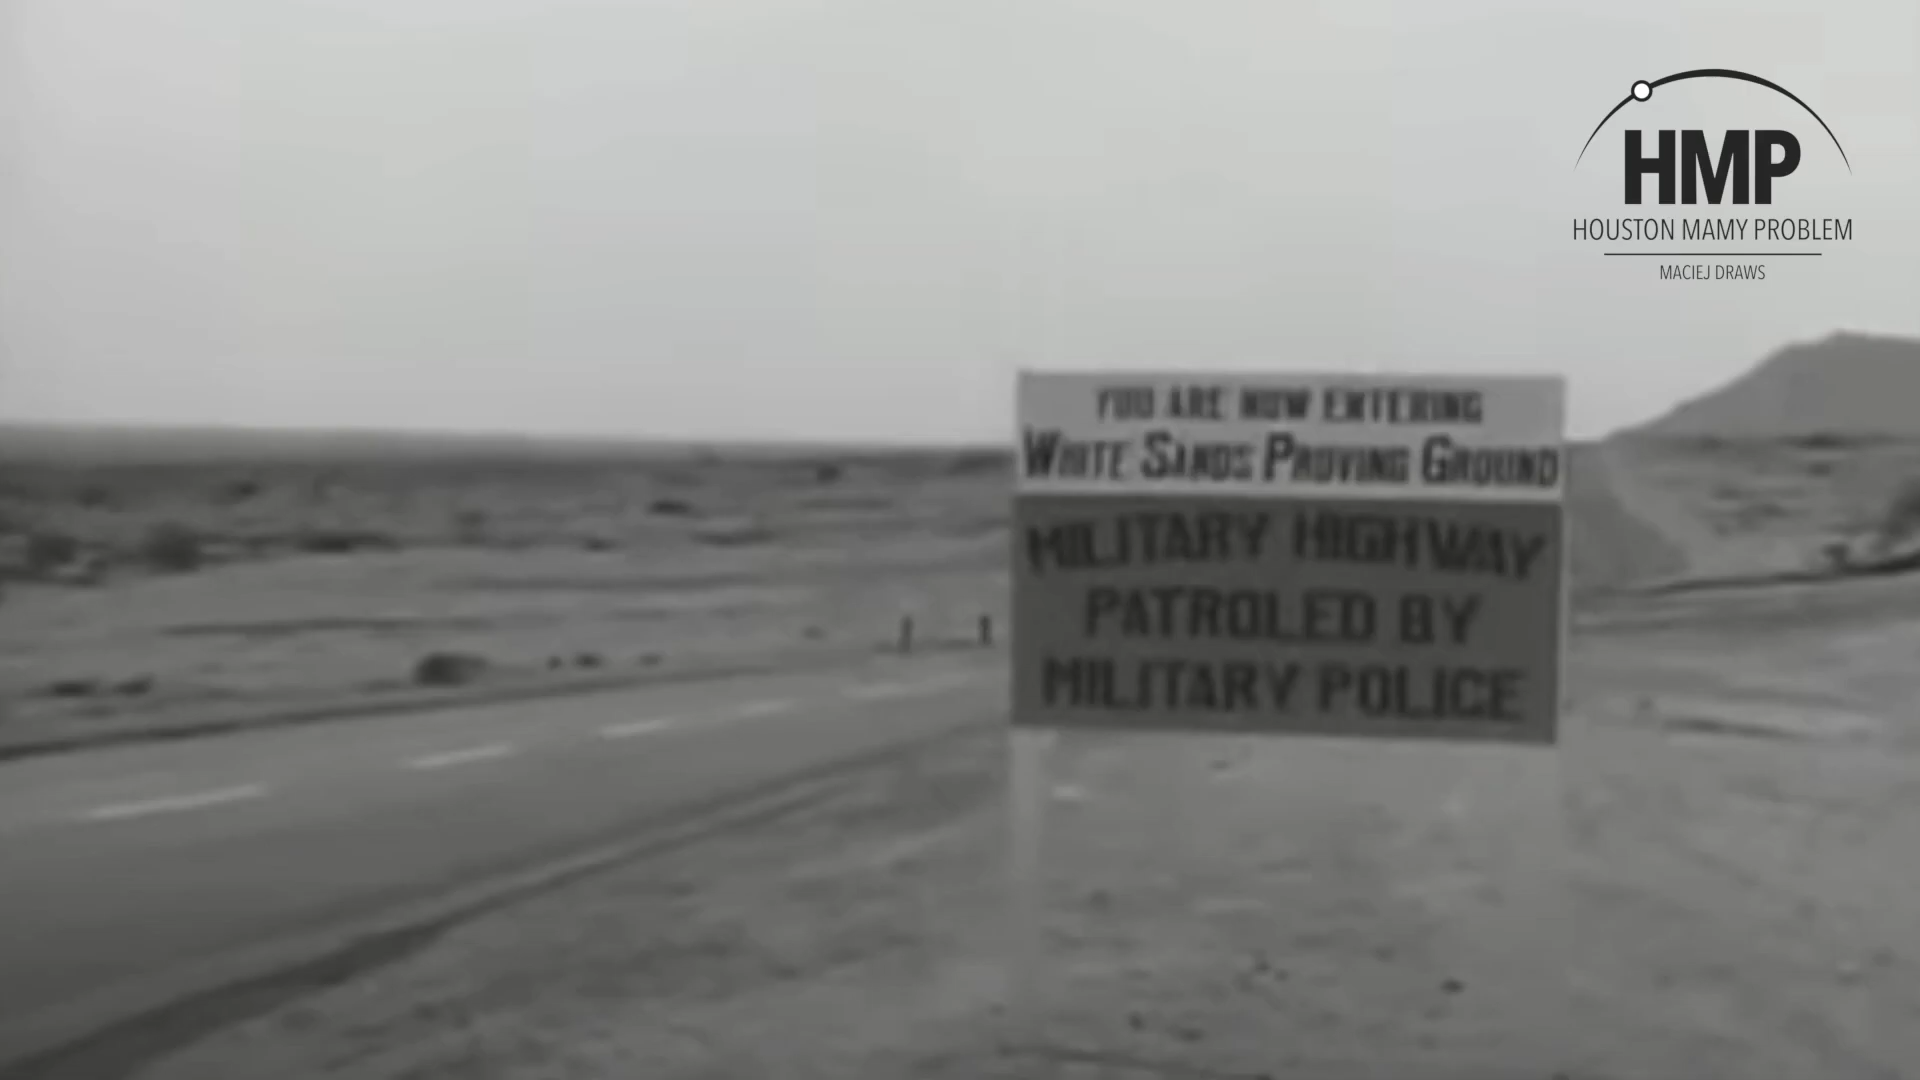 HMP
HOUSTON MAMY PROBLEM
MACIEJ DRAWS
YOU ARE NOW ENTERING
WHITE SANDS PROVING GROUND
MILITARY HIGHWAY
PATROLED BY
MILITARY POLICE